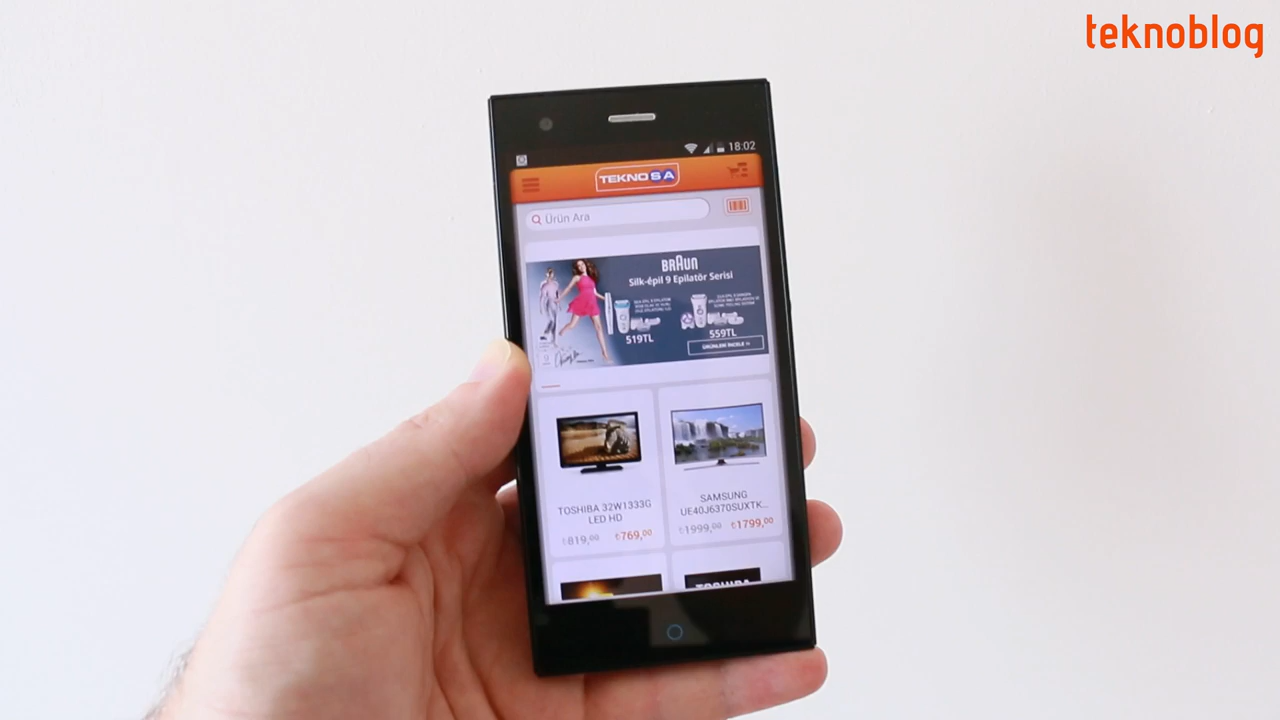 teknoblog
18:02
TEKNOSA
Ürün Ara
BRAUN
Silk-épil 9 Epilatör Serisi
519TL
559TL
ÜRÜNLERİ İNCELE
TOSHIBA 32W1333G
LED HD
₺819,00 ₺769,00
SAMSUNG
UE40J6370SUXTK...
₺1999,00 ₺1799,00
TOSHIBA